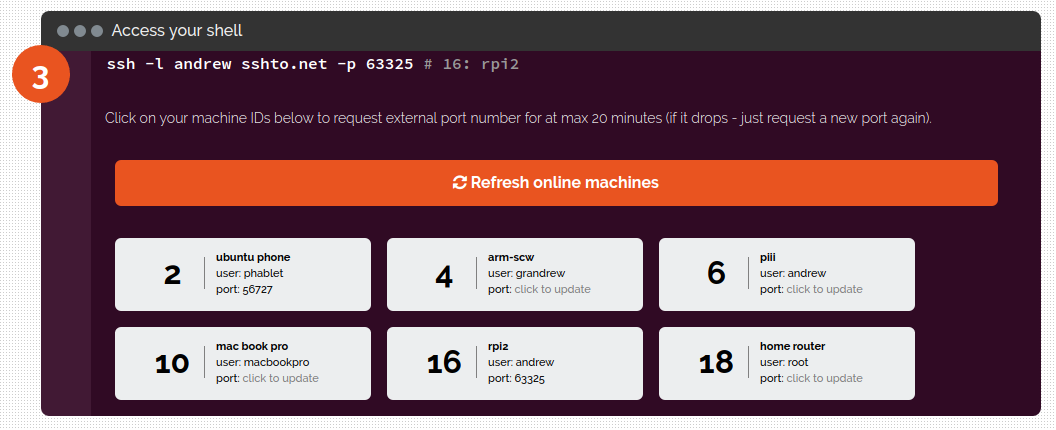 Access your shell
3
ssh -l andrew sshto.net -p 63325 # 16: rpi2
Click on your machine IDs below to request external port number for at max 20 minutes (if it drops - just request a new port again).
Refresh online machines
2
ubuntu phone
user: phablet
port: 56727
4
arm-scw
user: grandrew
port: click to update
6
piii
user: andrew
port: click to update
10
mac book pro
user: macbookpro
port: click to update
16
rpi2
user: andrew
port: 63325
18
home router
user: root
port: click to update